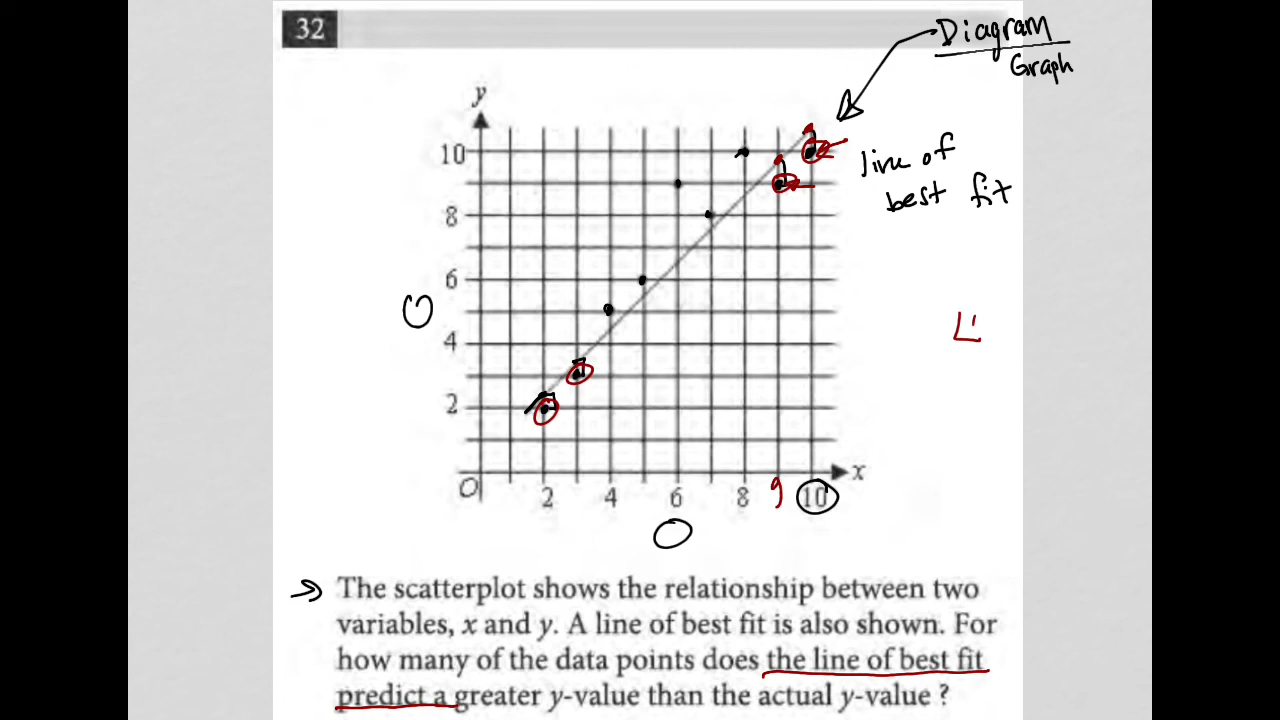 32
Diagram
Graph
line of
best fit
y
10
8
6
4
2
O
2 4 6 8 9 10
x
The scatterplot shows the relationship between two
variables, x and y. A line of best fit is also shown. For
how many of the data points does the line of best fit
predict a greater y-value than the actual y-value ?